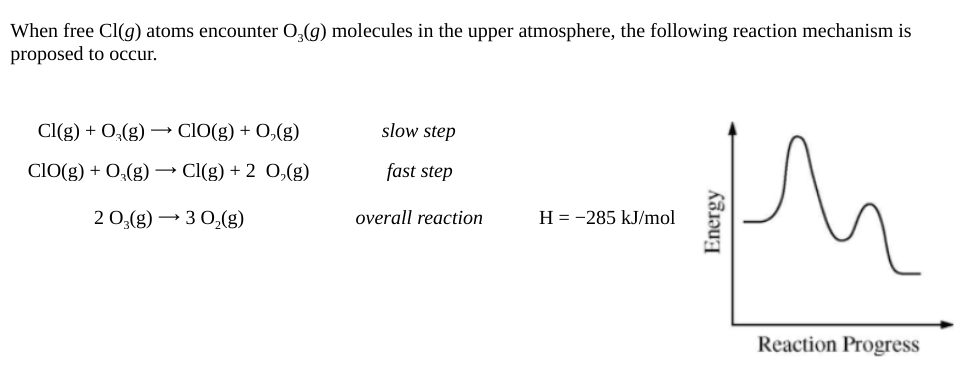 When free Cl(g) atoms encounter O₃(g) molecules in the upper atmosphere, the following reaction mechanism is
proposed to occur.
Cl(g) + O₃(g) → ClO(g) + O₂(g) slow step
ClO(g) + O₃(g) → Cl(g) + 2 O₂(g) fast step
2 O₃(g) → 3 O₂(g) overall reaction H = −285 kJ/mol
Energy
Reaction Progress